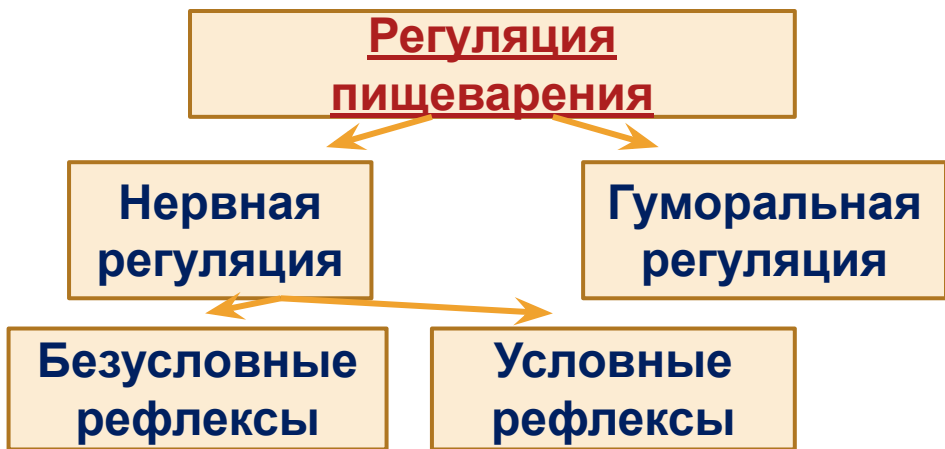 Регуляция
пищеварения
Нервная
регуляция
Гуморальная
регуляция
Безусловные
рефлексы
Условные
рефлексы